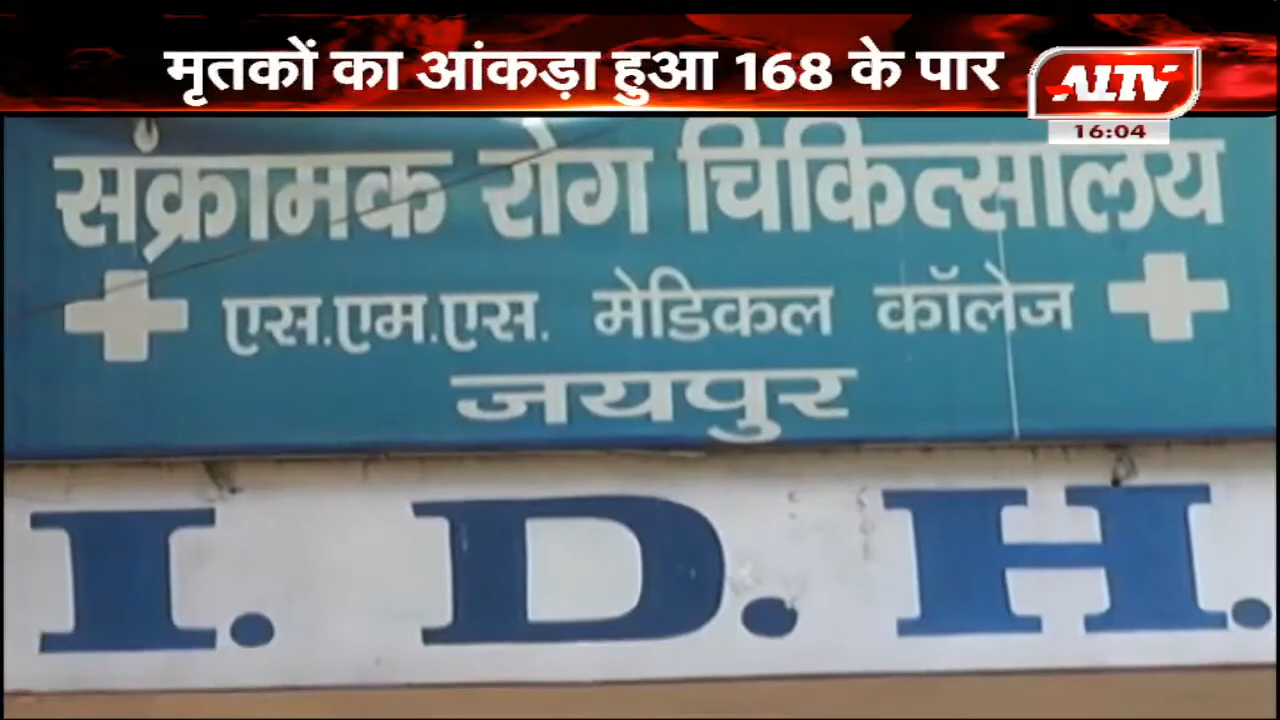 मृतकों का आंकड़ा हुआ 168 के पार
ALTV
16:04
संक्रामक रोग चिकित्सालय
एस.एम.एस. मेडिकल कॉलेज
जयपुर
I. D. H.